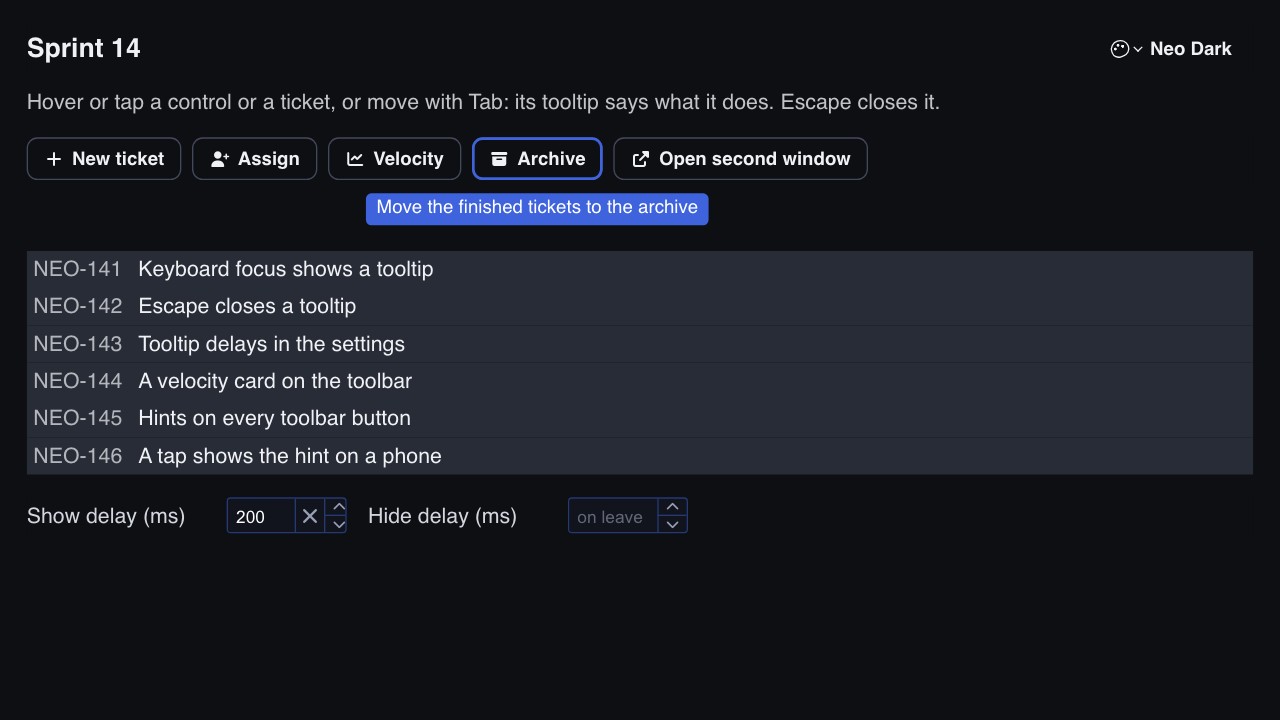 Sprint 14
Neo Dark
Hover or tap a control or a ticket, or move with Tab: its tooltip says what it does. Escape closes it.
New ticket Assign Velocity Archive Open second window
Move the finished tickets to the archive
NEO-141 Keyboard focus shows a tooltip
NEO-142 Escape closes a tooltip
NEO-143 Tooltip delays in the settings
NEO-144 A velocity card on the toolbar
NEO-145 Hints on every toolbar button
NEO-146 A tap shows the hint on a phone
Show delay (ms) 200 Hide delay (ms) on leave